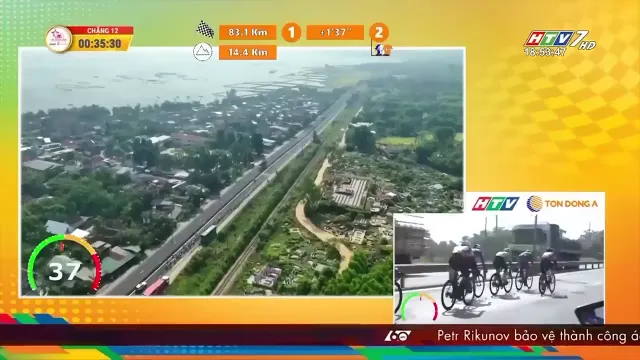 CHẶNG 12
00:35:30
83.1 Km
1
+1'37"
2
14.4 Km
HTV7 HD
18:53:47
HTV
TON DONG A
37
60
Petr Rikunov bảo vệ thành công á